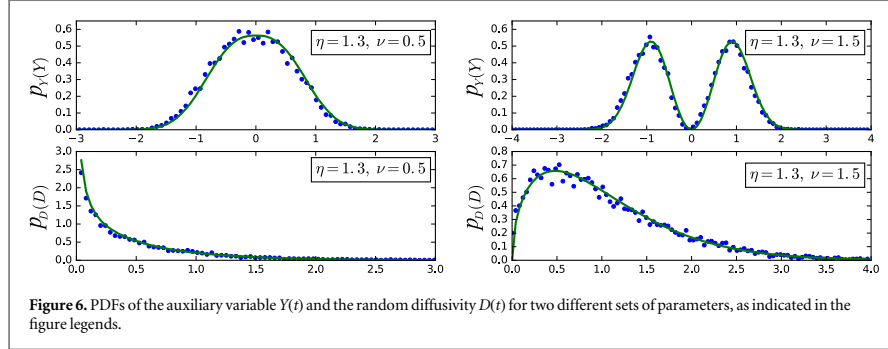 0.6
0.5
0.4
0.3
0.2
0.1
0.0
p_Y(Y)
η = 1.3, ν = 0.5
−3 −2 −1 0 1 2 3
0.6
0.5
0.4
0.3
0.2
0.1
0.0
p_Y(Y)
η = 1.3, ν = 1.5
−4 −3 −2 −1 0 1 2 3 4
3.0
2.5
2.0
1.5
1.0
0.5
0.0
p_D(D)
η = 1.3, ν = 0.5
0.0 0.5 1.0 1.5 2.0 2.5 3.0
0.8
0.7
0.6
0.5
0.4
0.3
0.2
0.1
0.0
p_D(D)
η = 1.3, ν = 1.5
0.0 0.5 1.0 1.5 2.0 2.5 3.0 3.5 4.0
Figure 6. PDFs of the auxiliary variable Y(t) and the random diffusivity D(t) for two different sets of parameters, as indicated in the
figure legends.